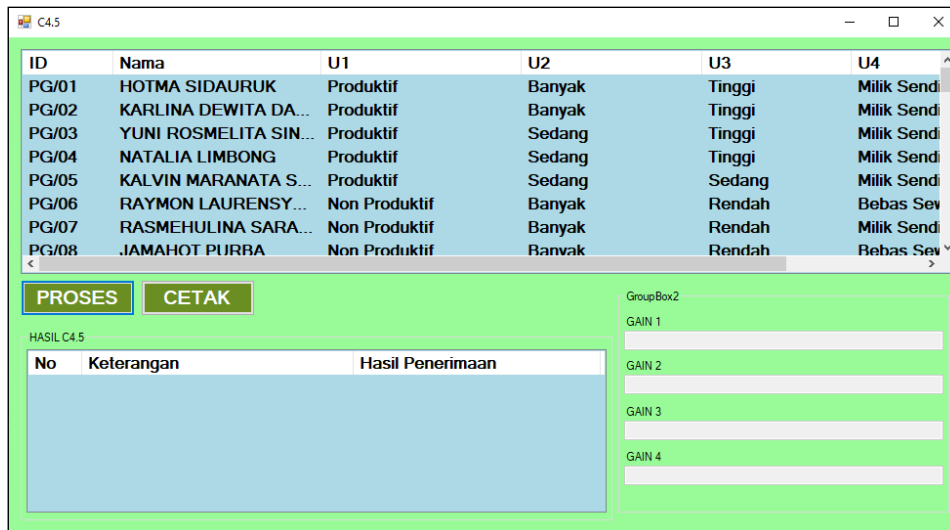 C4.5
ID Nama U1 U2 U3 U4
PG/01 HOTMA SIDAURUK Produktif Banyak Tinggi Milik Sendi
PG/02 KARLINA DEWITA DA... Produktif Banyak Tinggi Milik Sendi
PG/03 YUNI ROSMELITA SIN... Produktif Sedang Tinggi Milik Sendi
PG/04 NATALIA LIMBONG Produktif Sedang Tinggi Milik Sendi
PG/05 KALVIN MARANATA S... Produktif Sedang Sedang Milik Sendi
PG/06 RAYMON LAURENSY... Non Produktif Banyak Rendah Bebas Sew
PG/07 RASMEHULINA SARA... Non Produktif Banyak Rendah Milik Sendi
PG/08 JAMAHOT PURBA Non Produktif Banyak Rendah Bebas Sew
PROSES CETAK
HASIL C4.5
No Keterangan Hasil Penerimaan
GroupBox2
GAIN 1
GAIN 2
GAIN 3
GAIN 4